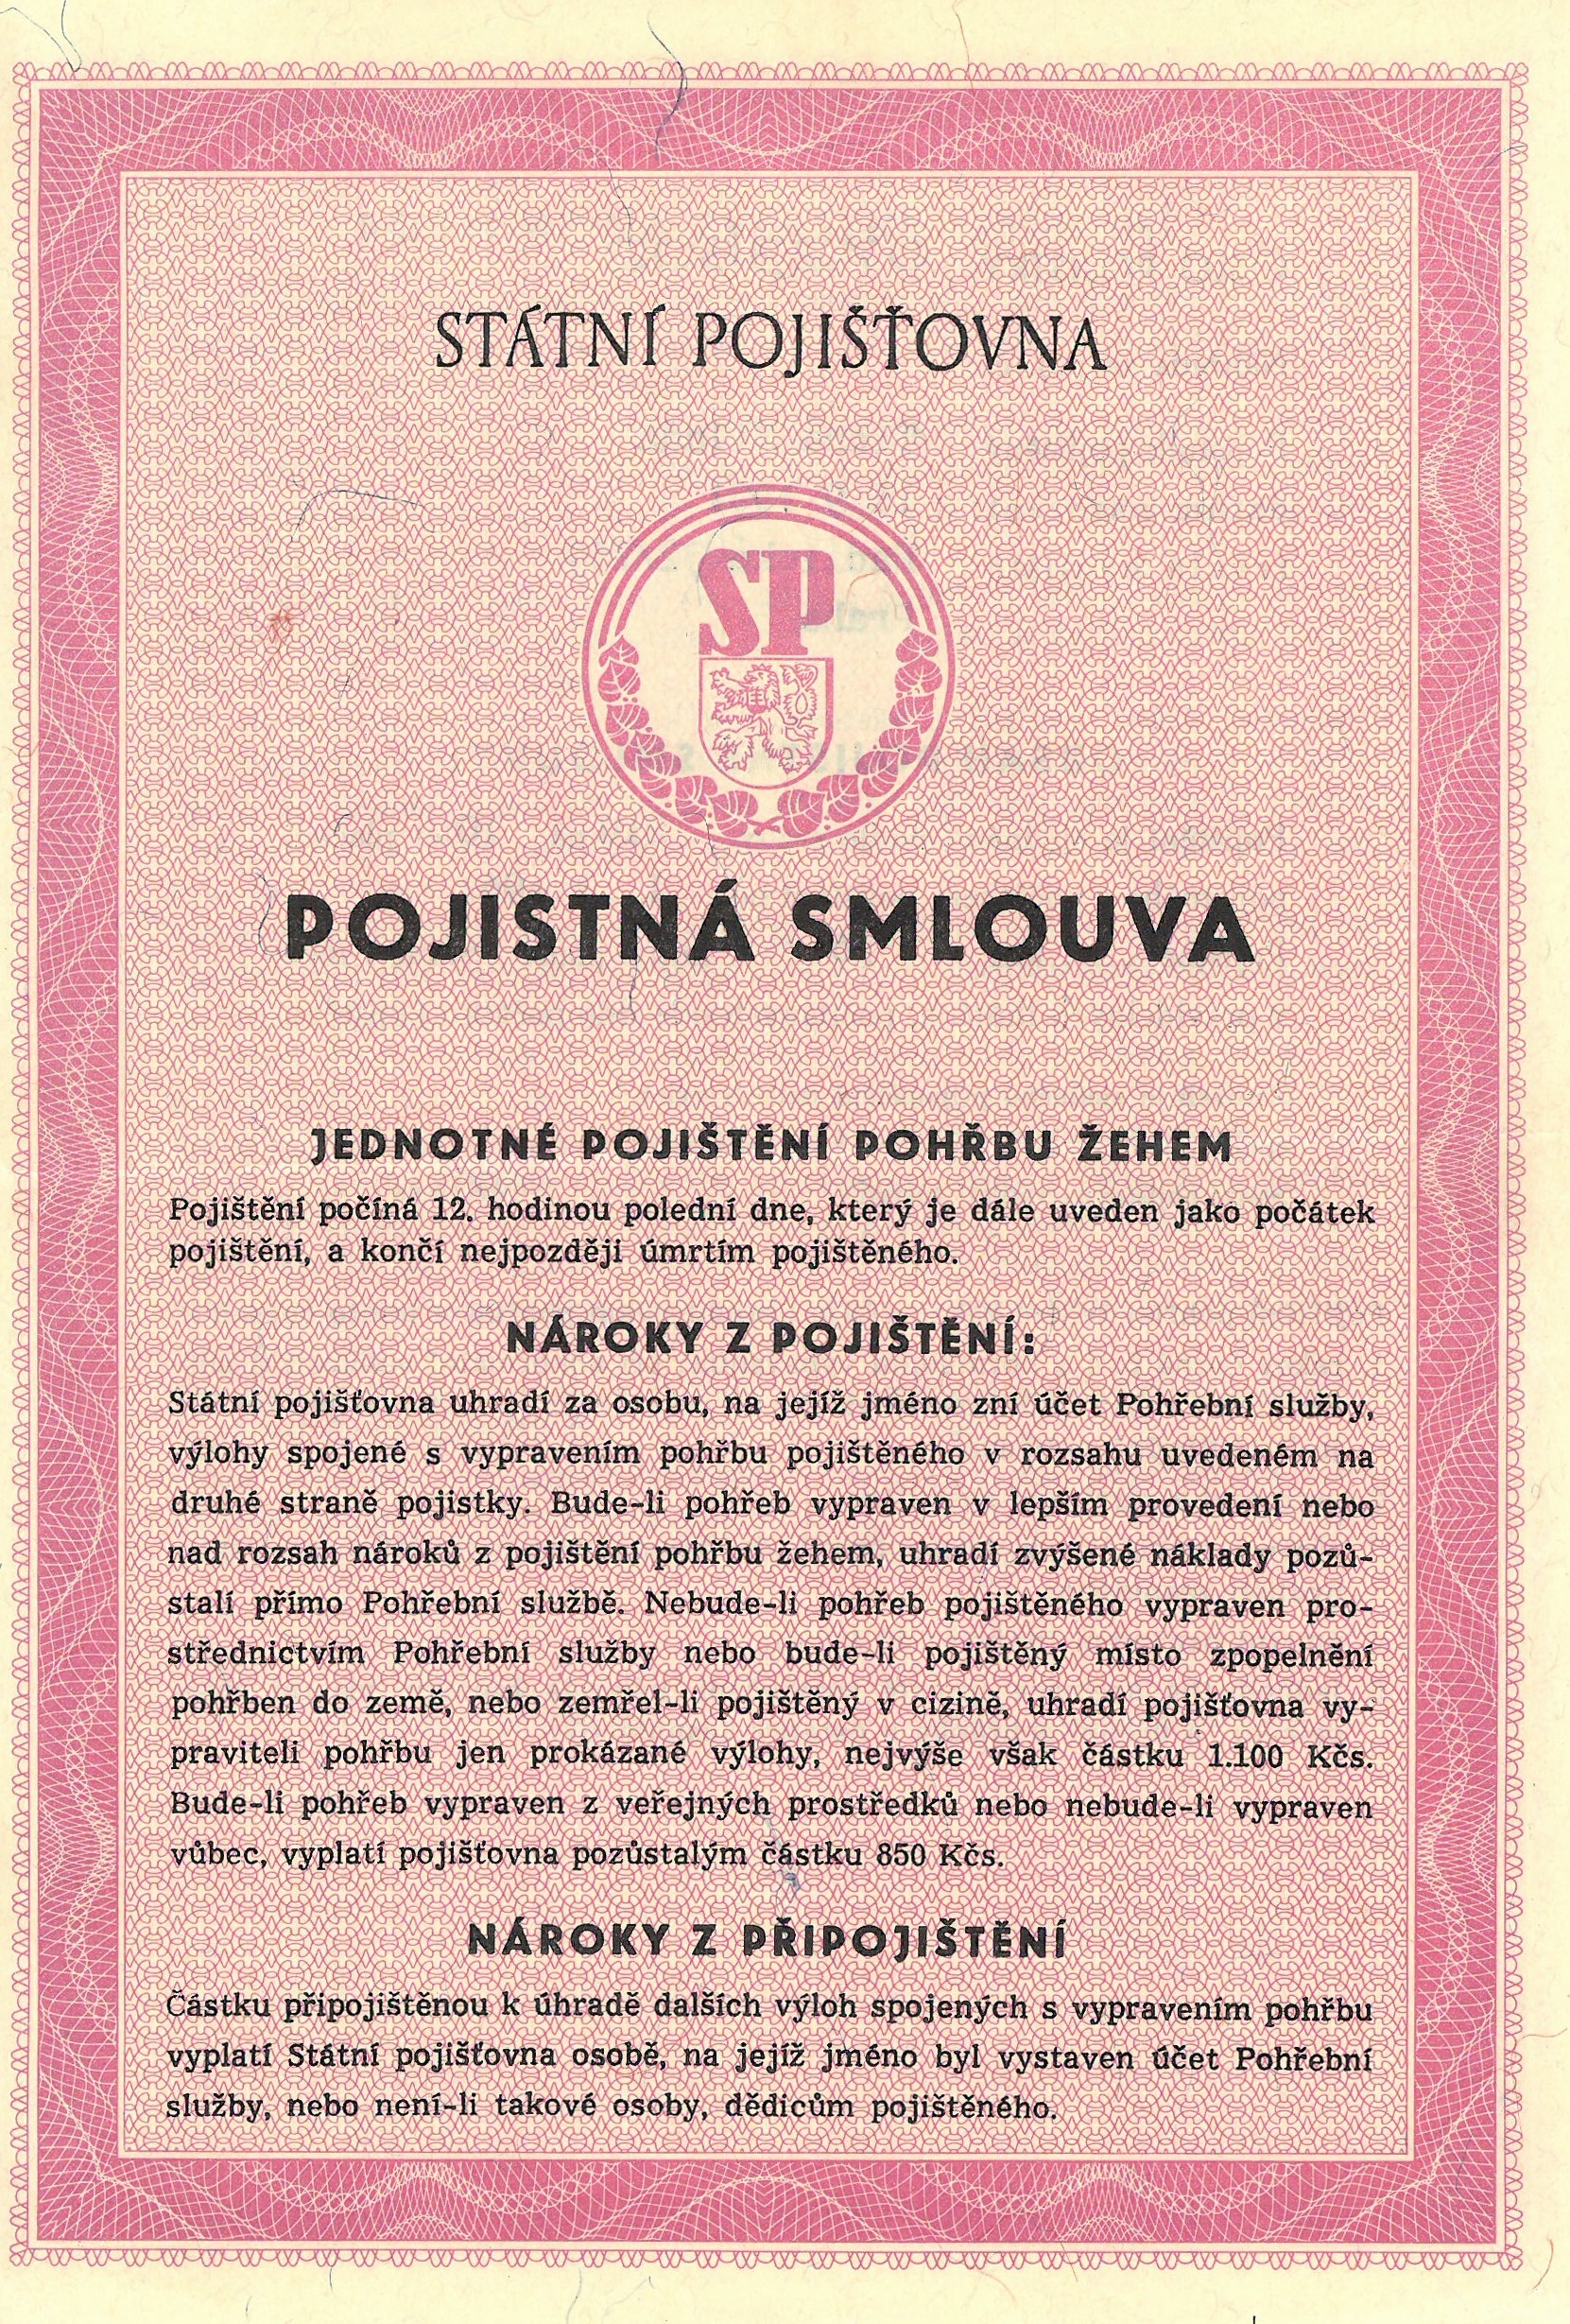 STÁTNÍ POJIŠŤOVNA
SP
POJISTNÁ SMLOUVA
JEDNOTNÉ POJIŠTĚNÍ POHŘBU ŽEHEM
Pojištění počíná 12. hodinou polední dne, který je dále uveden jako počátek
pojištění, a končí nejpozději úmrtím pojištěného.
NÁROKY Z POJIŠTĚNÍ:
Státní pojišťovna uhradí za osobu, na jejíž jméno zní účet Pohřební služby,
výlohy spojené s vypravením pohřbu pojištěného v rozsahu uvedeném na
druhé straně pojistky. Bude-li pohřeb vypraven v lepším provedení nebo
nad rozsah nároků z pojištění pohřbu žehem, uhradí zvýšené náklady pozů-
stalí přímo Pohřební službě. Nebude-li pohřeb pojištěného vypraven pro-
střednictvím Pohřební služby nebo bude-li pojištěný místo zpopelnění
pohřben do země, nebo zemřel-li pojištěný v cizině, uhradí pojišťovna vy-
praviteli pohřbu jen prokázané výlohy, nejvýše však částku 1.100 Kčs.
Bude-li pohřeb vypraven z veřejných prostředků nebo nebude-li vypraven
vůbec, vyplatí pojišťovna pozůstalým částku 850 Kčs.
NÁROKY Z PŘIPOJIŠTĚNÍ
Částku připojištěnou k úhradě dalších výloh spojených s vypravením pohřbu
vyplatí Státní pojišťovna osobě, na jejíž jméno byl vystaven účet Pohřební
služby, nebo není-li takové osoby, dědicům pojištěného.